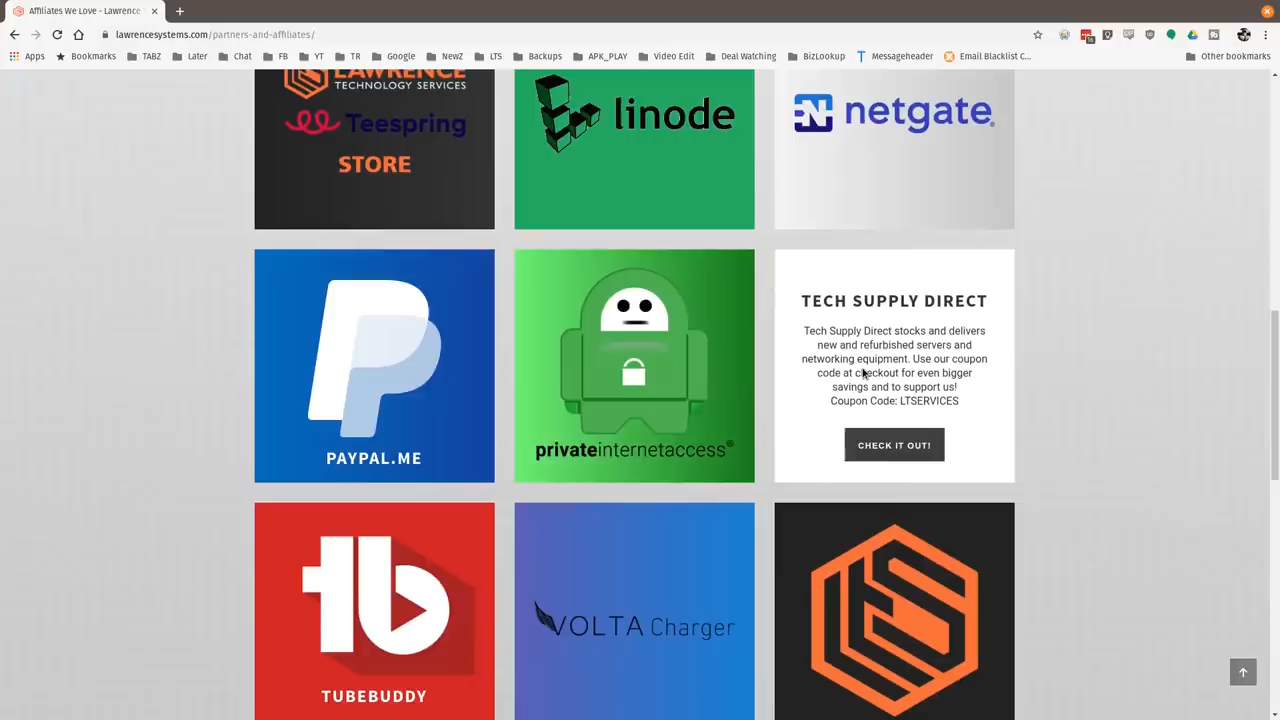 Affiliates We Love - Lawrence
lawrencesystems.com/partners-and-affiliates/
Apps Bookmarks TABZ Later Chat FB YT TR Google NewZ LTS Backups APK_PLAY Video Edit Deal Watching BizLookup Messageheader Email Blacklist C... Other bookmarks
LAWRENCE
TECHNOLOGY SERVICES
Teespring
STORE
linode
netgate®
PAYPAL.ME
privateinternetaccess®
TECH SUPPLY DIRECT
Tech Supply Direct stocks and delivers
new and refurbished servers and
networking equipment. Use our coupon
code at checkout for even bigger
savings and to support us!
Coupon Code: LTSERVICES
CHECK IT OUT!
tb
TUBEBUDDY
VOLTA Charger